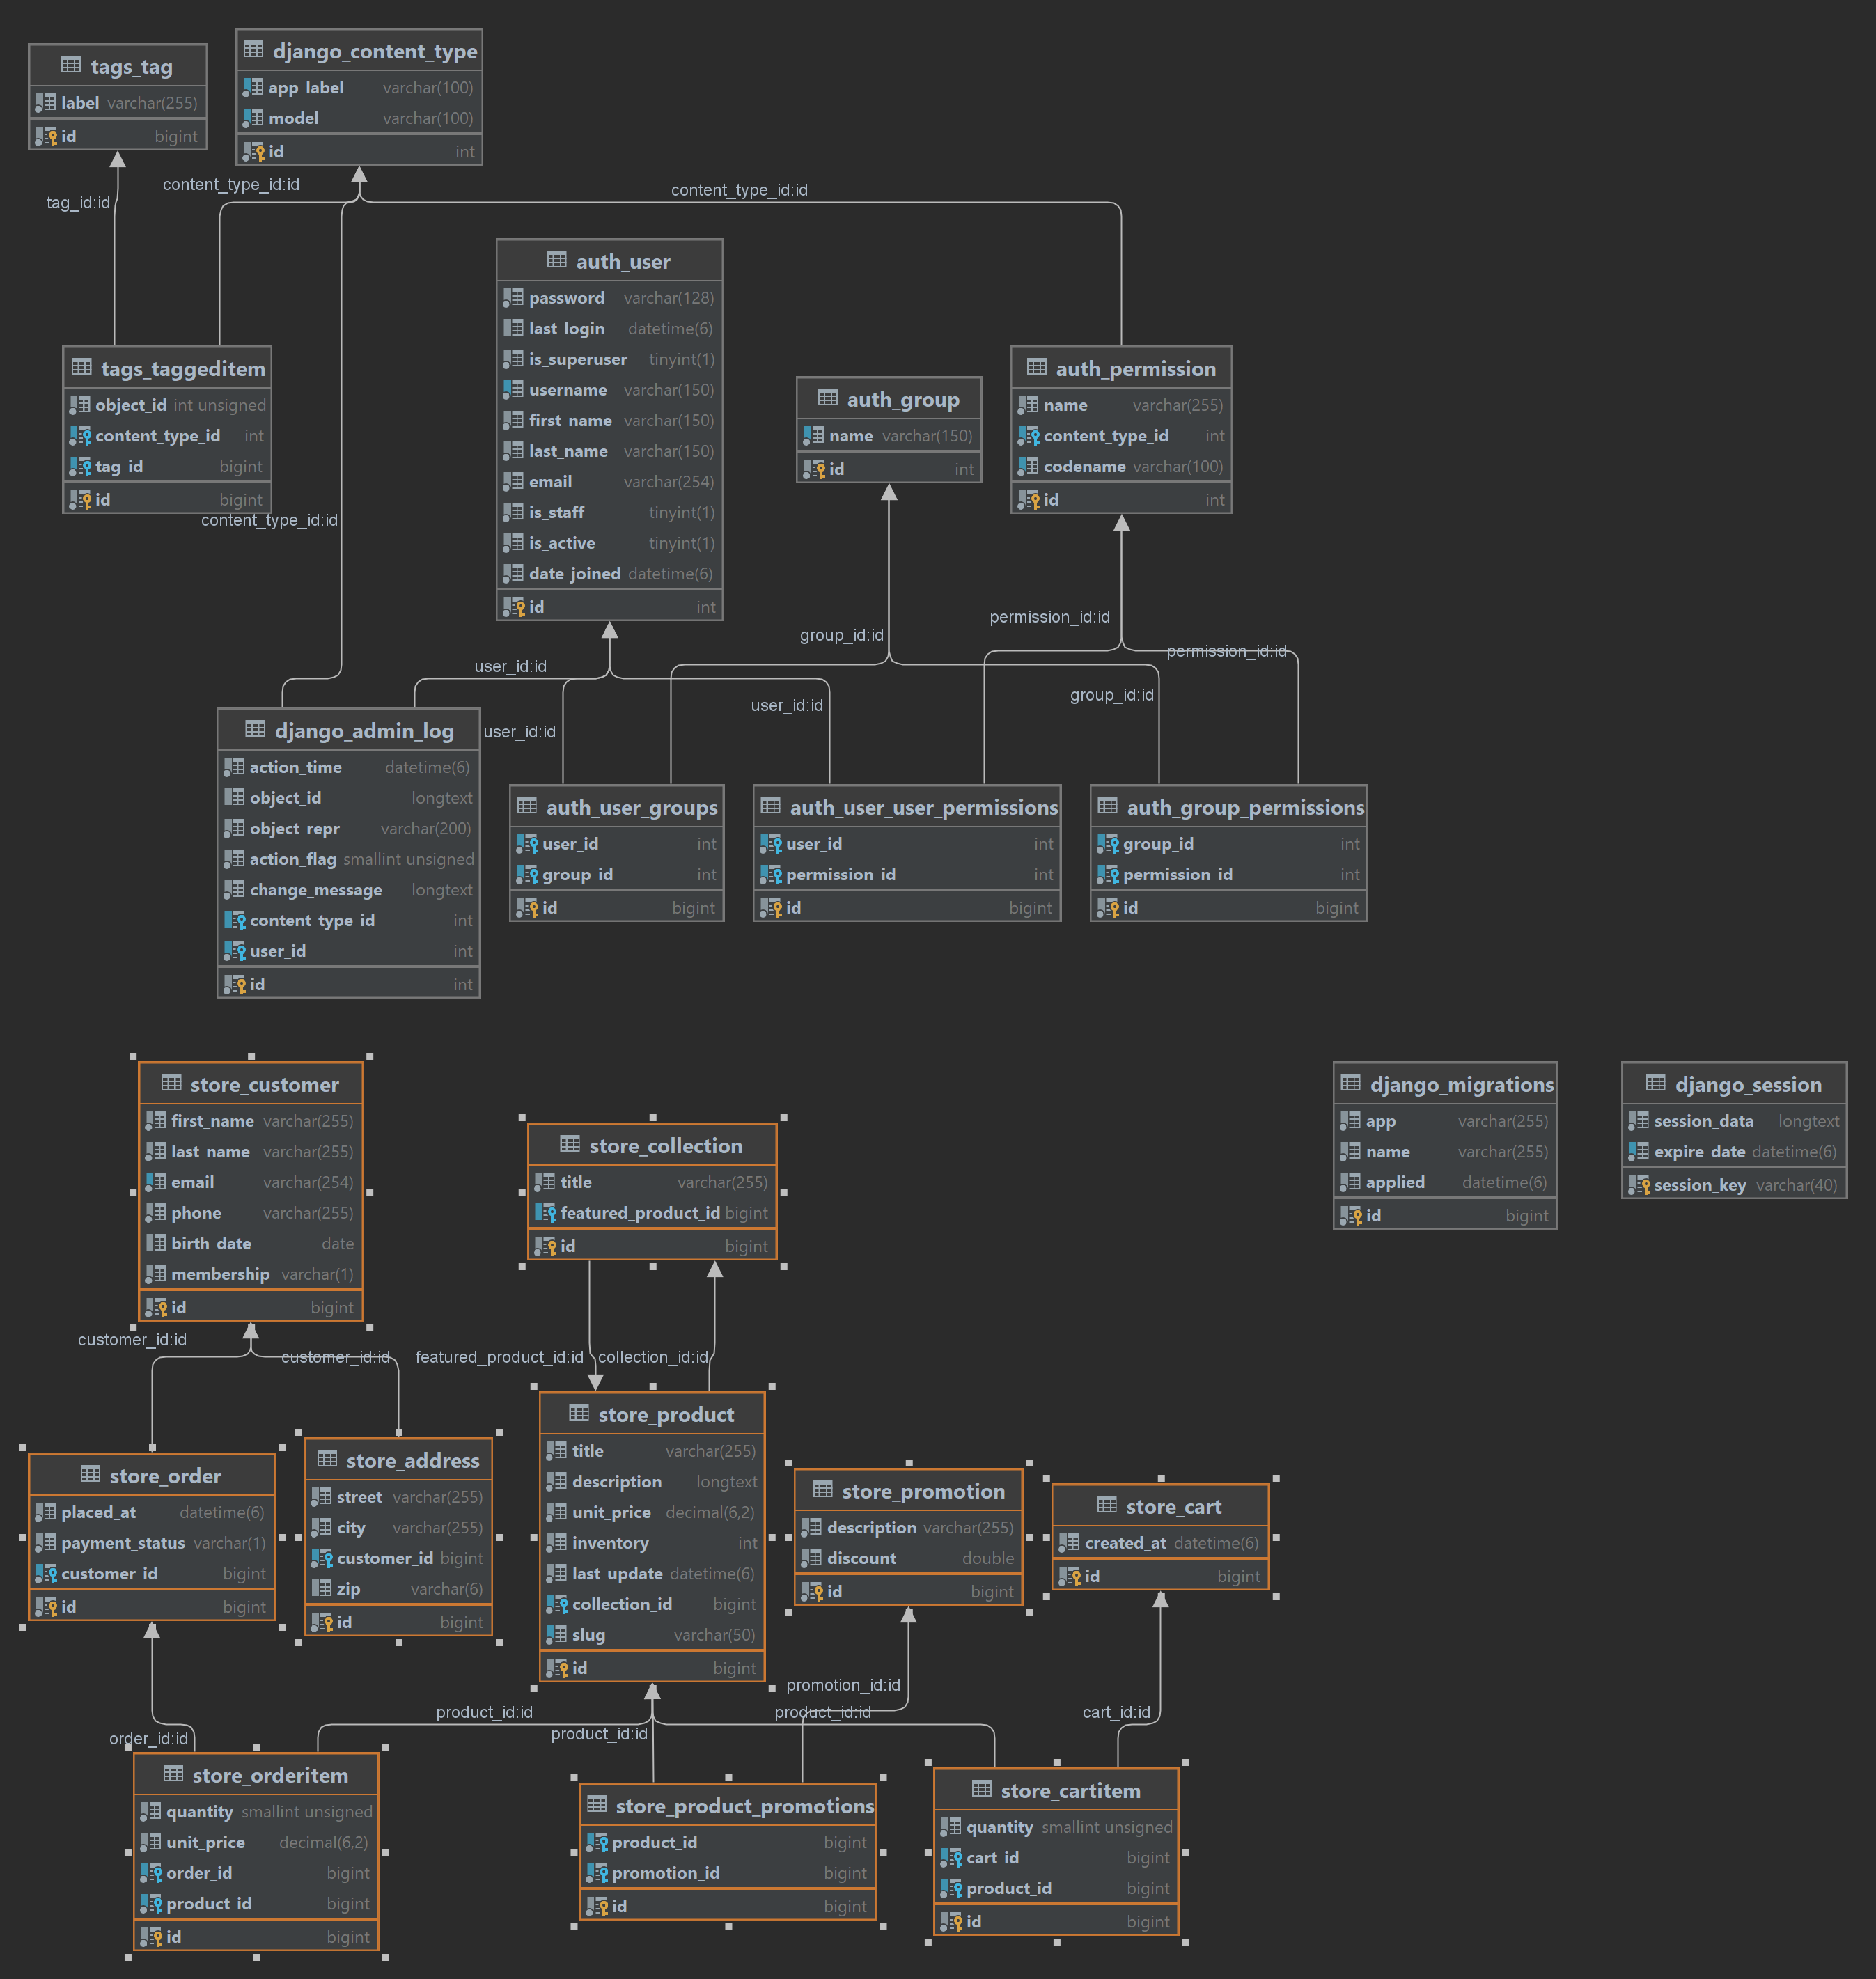 tags_tag
label varchar(255)
id bigint
django_content_type
app_label varchar(100)
model varchar(100)
id int
tag_id:id
content_type_id:id
content_type_id:id
auth_user
password varchar(128)
last_login datetime(6)
is_superuser tinyint(1)
username varchar(150)
first_name varchar(150)
last_name varchar(150)
email varchar(254)
is_staff tinyint(1)
is_active tinyint(1)
date_joined datetime(6)
id int
tags_taggeditem
object_id int unsigned
content_type_id int
tag_id bigint
id bigint
content_type_id:id
auth_group
name varchar(150)
id int
auth_permission
name varchar(255)
content_type_id int
codename varchar(100)
id int
user_id:id
user_id:id
user_id:id
group_id:id
permission_id:id
permission_id:id
group_id:id
django_admin_log
action_time datetime(6)
object_id longtext
object_repr varchar(200)
action_flag smallint unsigned
change_message longtext
content_type_id int
user_id int
id int
auth_user_groups
user_id int
group_id int
id bigint
auth_user_user_permissions
user_id int
permission_id int
id bigint
auth_group_permissions
group_id int
permission_id int
id bigint
store_customer
first_name varchar(255)
last_name varchar(255)
email varchar(254)
phone varchar(255)
birth_date date
membership varchar(1)
id bigint
store_collection
title varchar(255)
featured_product_id bigint
id bigint
django_migrations
app varchar(255)
name varchar(255)
applied datetime(6)
id bigint
django_session
session_data longtext
expire_date datetime(6)
session_key varchar(40)
customer_id:id
customer_id:id
featured_product_id:id
collection_id:id
store_order
placed_at datetime(6)
payment_status varchar(1)
customer_id bigint
id bigint
store_address
street varchar(255)
city varchar(255)
customer_id bigint
zip varchar(6)
id bigint
store_product
title varchar(255)
description longtext
unit_price decimal(6,2)
inventory int
last_update datetime(6)
collection_id bigint
slug varchar(50)
id bigint
store_promotion
description varchar(255)
discount double
id bigint
store_cart
created_at datetime(6)
id bigint
order_id:id
product_id:id
product_id:id
promotion_id:id
product_id:id
cart_id:id
store_orderitem
quantity smallint unsigned
unit_price decimal(6,2)
order_id bigint
product_id bigint
id bigint
store_product_promotions
product_id bigint
promotion_id bigint
id bigint
store_cartitem
quantity smallint unsigned
cart_id bigint
product_id bigint
id bigint